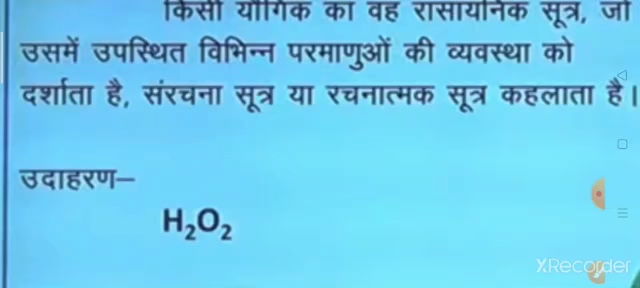 किसी यौगिक का वह रासायनिक सूत्र, जो
उसमें उपस्थित विभिन्न परमाणुओं की व्यवस्था को
दर्शाता है, संरचना सूत्र या रचनात्मक सूत्र कहलाता है।
उदाहरण–
H₂O₂
XRecorder